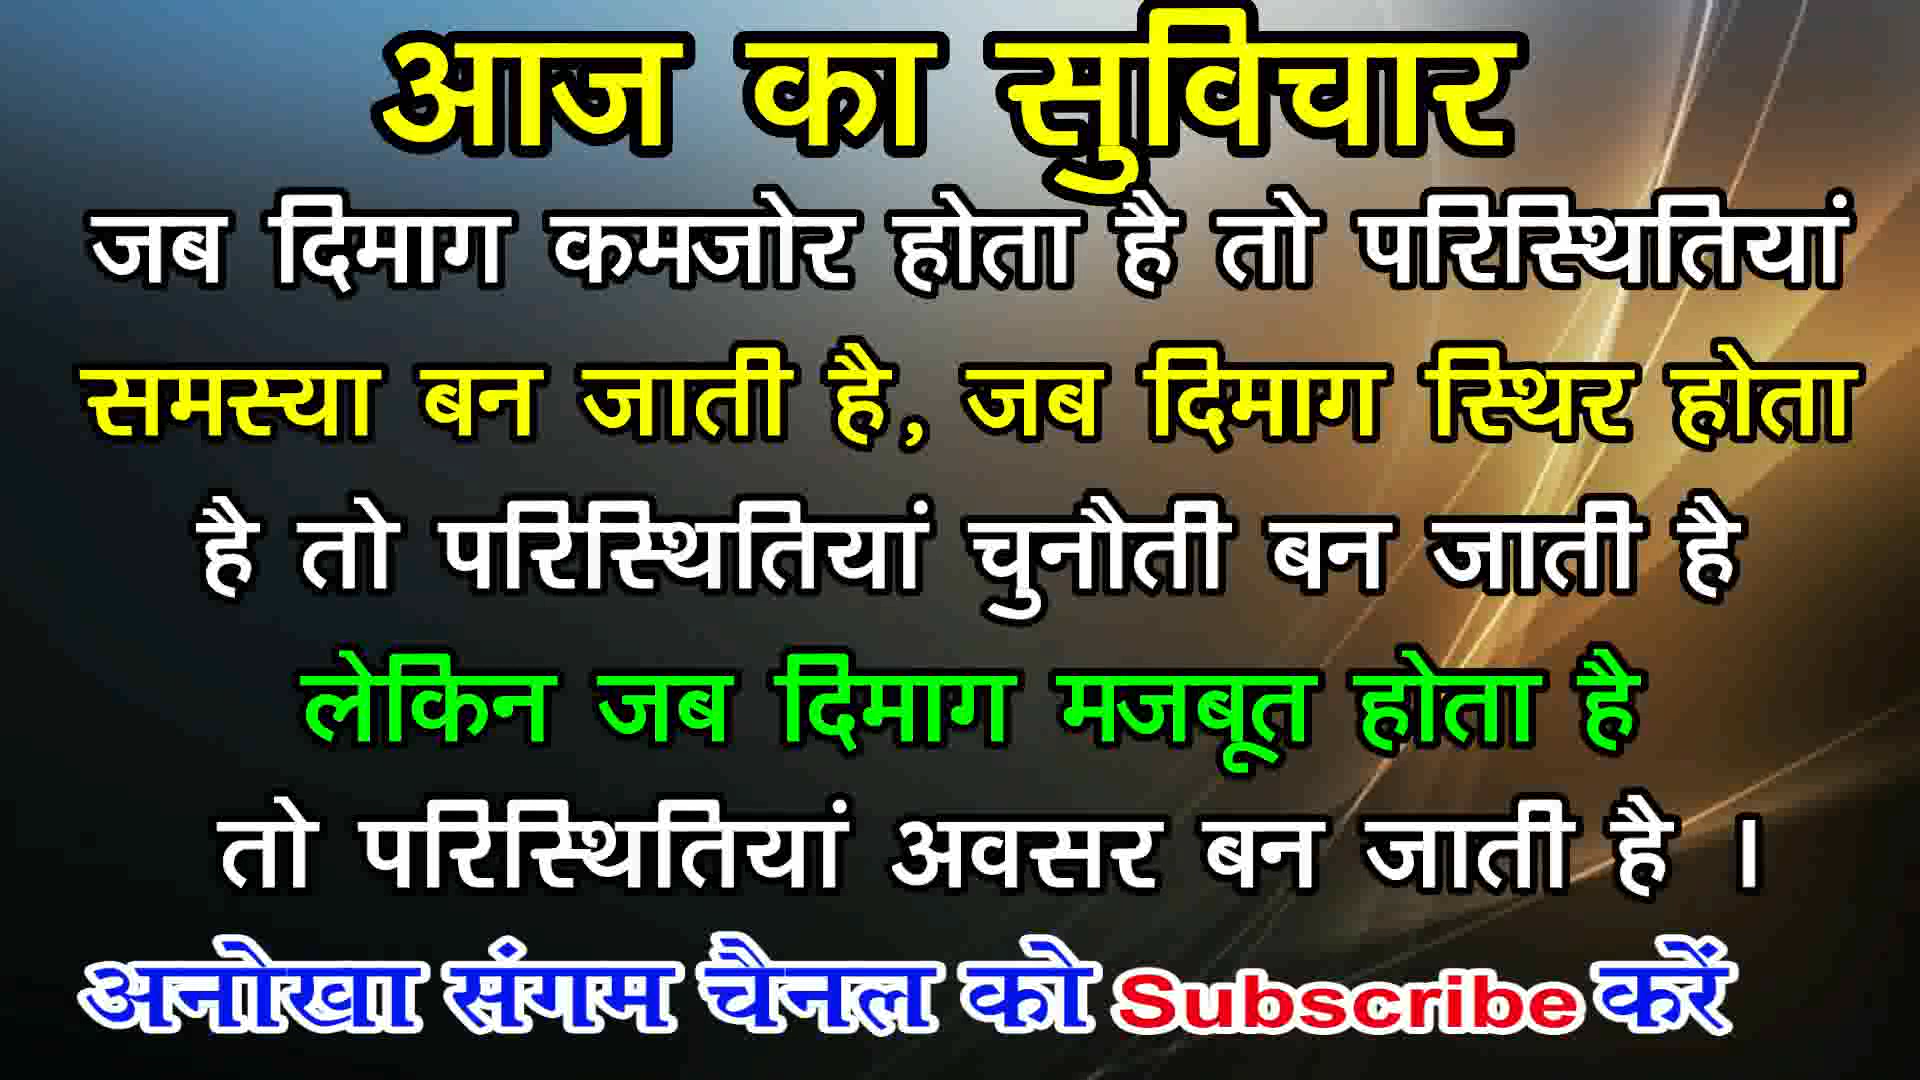 आज का सुविचार
जब दिमाग कमजोर होता है तो परिस्थितियां
समस्या बन जाती है, जब दिमाग स्थिर होता
है तो परिस्थितियां चुनौती बन जाती है
लेकिन जब दिमाग मजबूत होता है
तो परिस्थितियां अवसर बन जाती है ।
अनोखा संगम चैनल को Subscribe करें